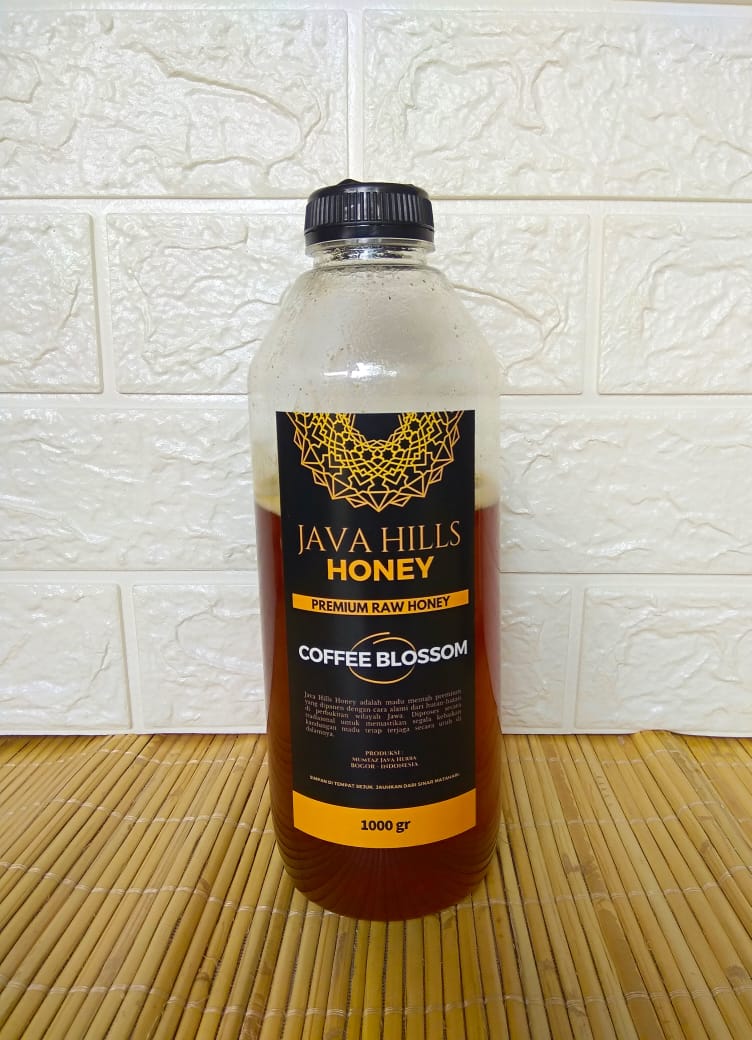 JAVA HILLS
HONEY
PREMIUM RAW HONEY
COFFEE BLOSSOM
Java Hills Honey adalah madu mentah premium
yang dipanen dengan cara alami dari hutan-hutan
di perbukitan wilayah Jawa. Diproses secara
tradisional untuk memastikan segala kebaikan
kandungan madu tetap terjaga secara utuh di
dalamnya.
PRODUKSI :
MUMTAZ JAVA HERBA
BOGOR - INDONESIA
SIMPAN DI TEMPAT SEJUK. JAUHKAN DARI SINAR MATAHARI.
1000 gr